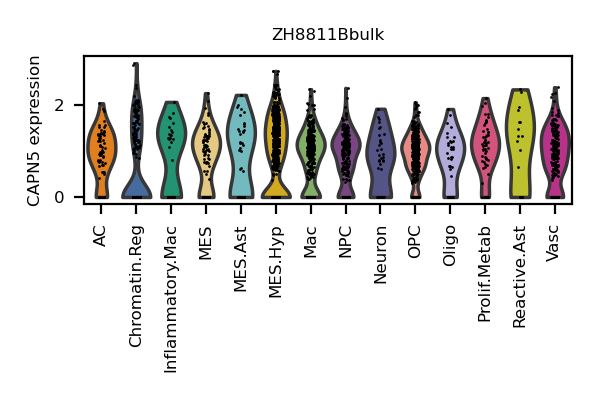 ZH8811Bbulk
CAPN5 expression
2
0
AC
Chromatin.Reg
Inflammatory.Mac
MES
MES.Ast
MES.Hyp
Mac
NPC
Neuron
OPC
Oligo
Prolif.Metab
Reactive.Ast
Vasc